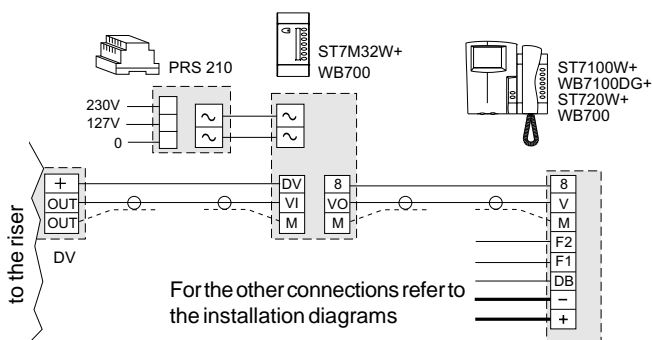 PRS 210
ST7M32W+
WB700
ST7100W+
WB7100DG+
ST720W+
WB700
230V
127V
0
~
~
~
~
+
OUT
OUT
DV
to the riser
DV
VI
M
8
VO
M
8
V
M
F2
F1
DB
−
+
For the other connections refer to
the installation diagrams